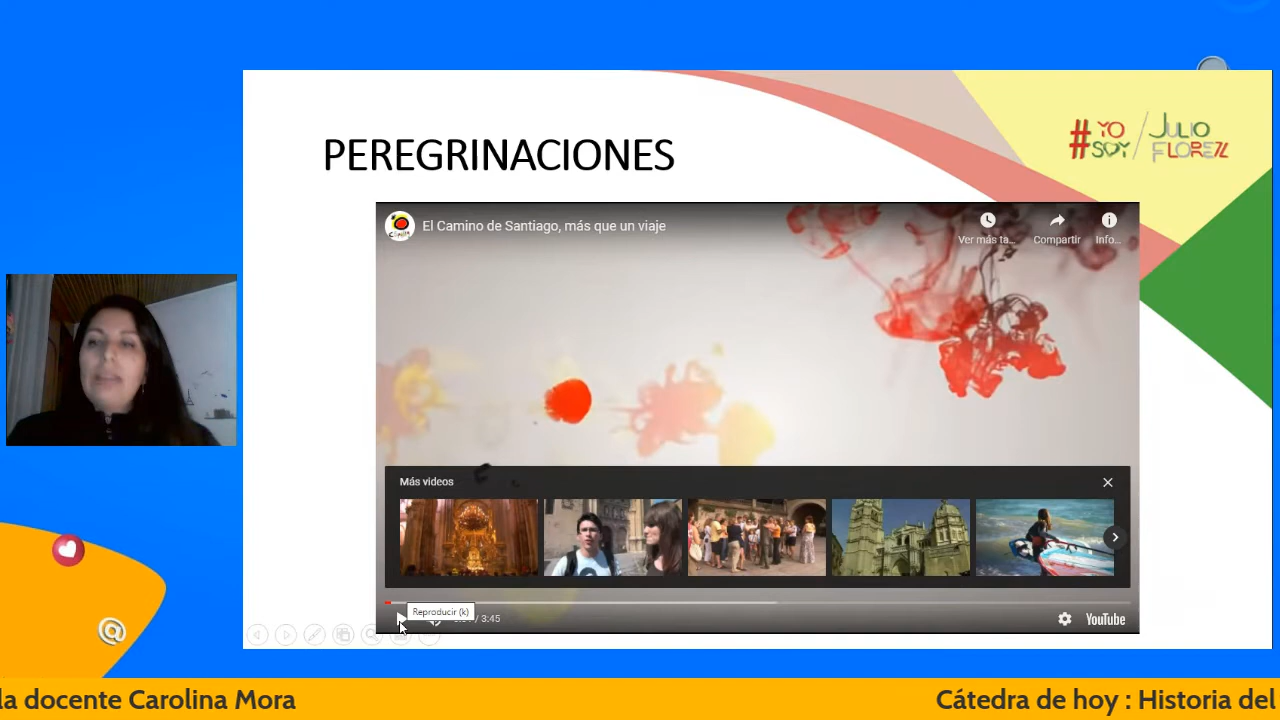 PEREGRINACIONES
#YO SOY / JULIO FLOREZ
El Camino de Santiago, más que un viaje
Ver más ta...
Compartir
Info...
Más videos
Reproducir (k)
/ 3:45
YouTube
@
la docente Carolina Mora
Cátedra de hoy : Historia del